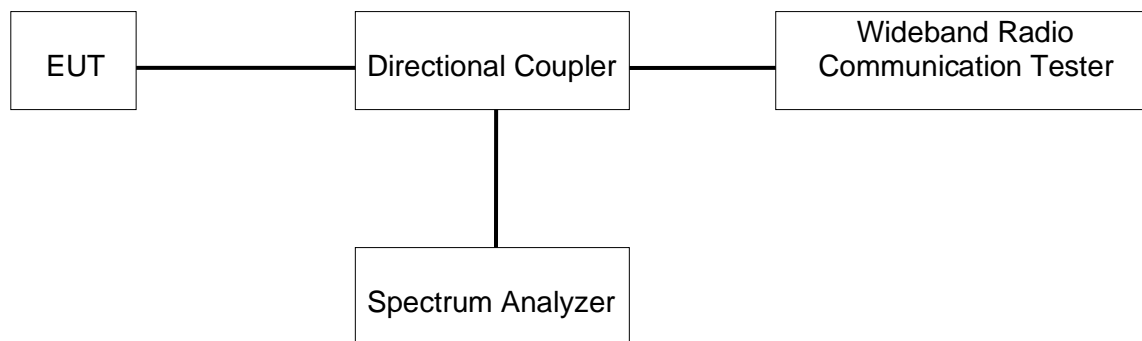 EUT
Directional Coupler
Wideband Radio
Communication Tester
Spectrum Analyzer